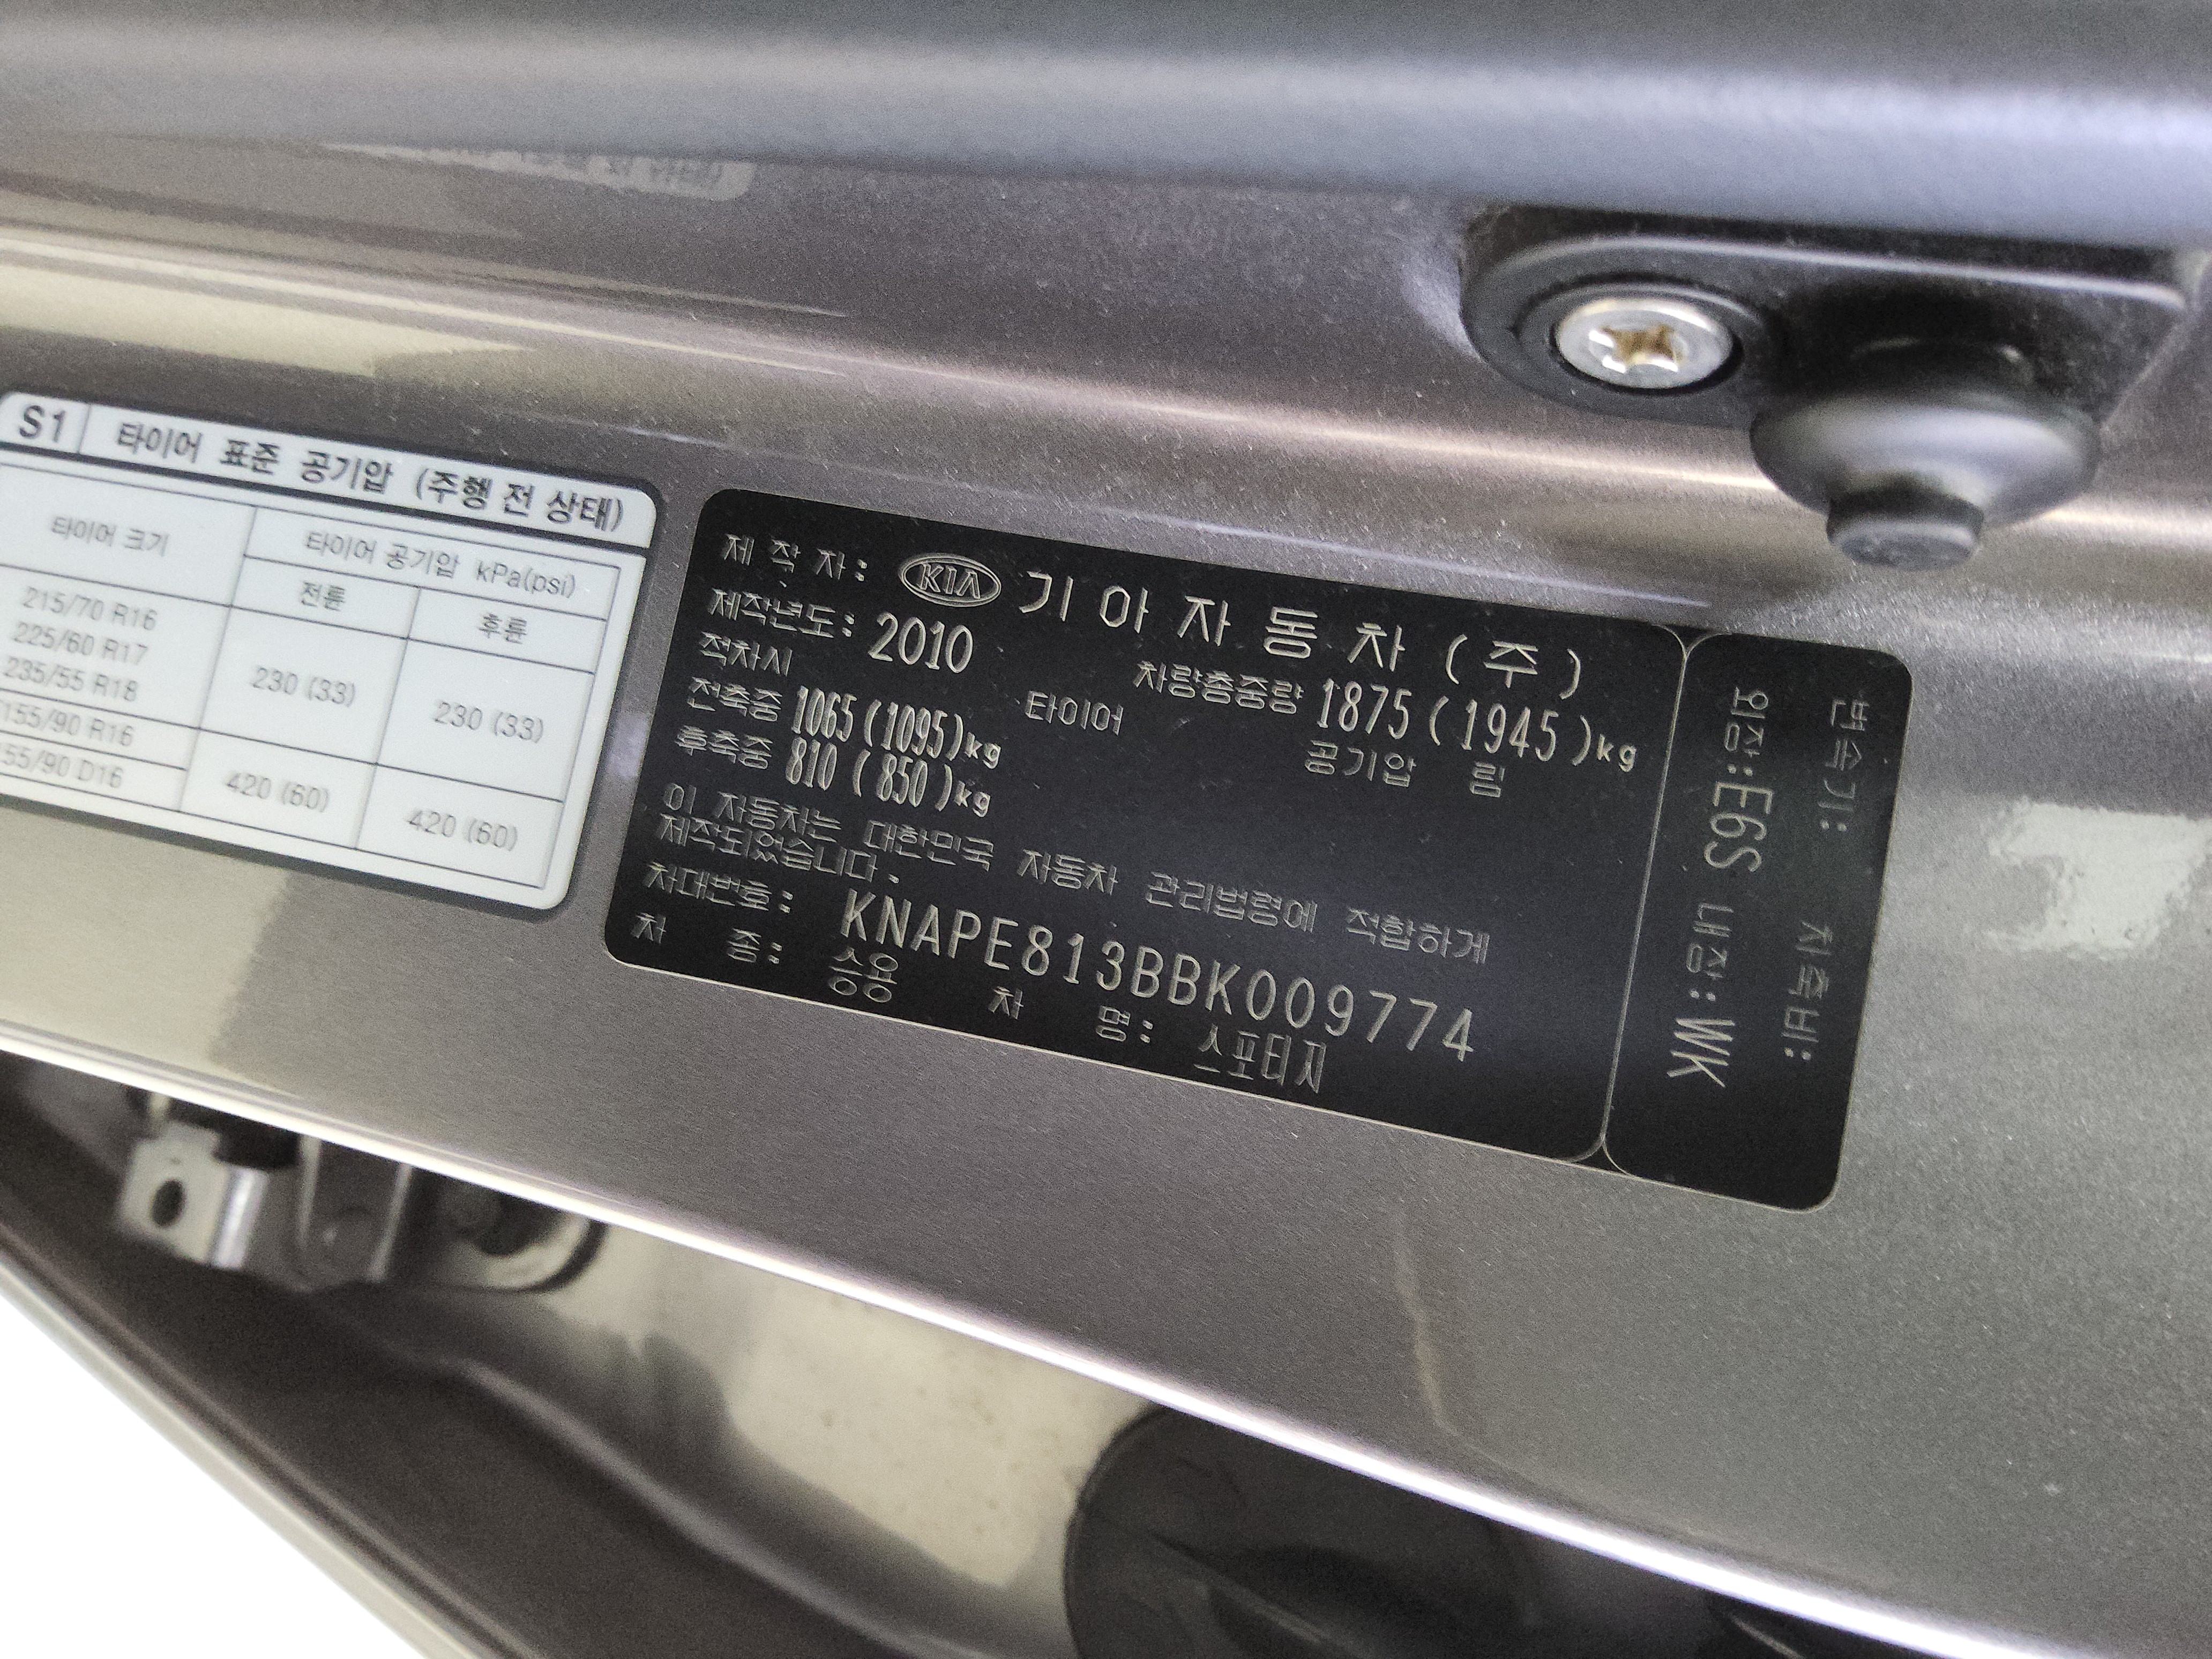 S1 타이어 표준 공기압 (주행 전 상태)
타이어 크기 타이어 공기압 kPa(psi)
전륜 후륜
215/70 R16
225/60 R17
235/55 R18
230 (33) 230 (33)
155/90 R16
55/90 D16
420 (60) 420 (60)
제 작 자: KIA 기아자동차(주)
제작년도: 2010 차량총중량 1875(1945)kg
적차시 타이어 공기압 림
전축중 1065(1095)kg
후축중 810 (850)kg
이 자동차는 대한민국 자동차 관리법령에 적합하게
제작되었습니다.
차대번호: KNAPE813BBK009774
차 종: 승용 차 명: 스포티지
변속기: 차축비:
외장:E6S 내장:WK